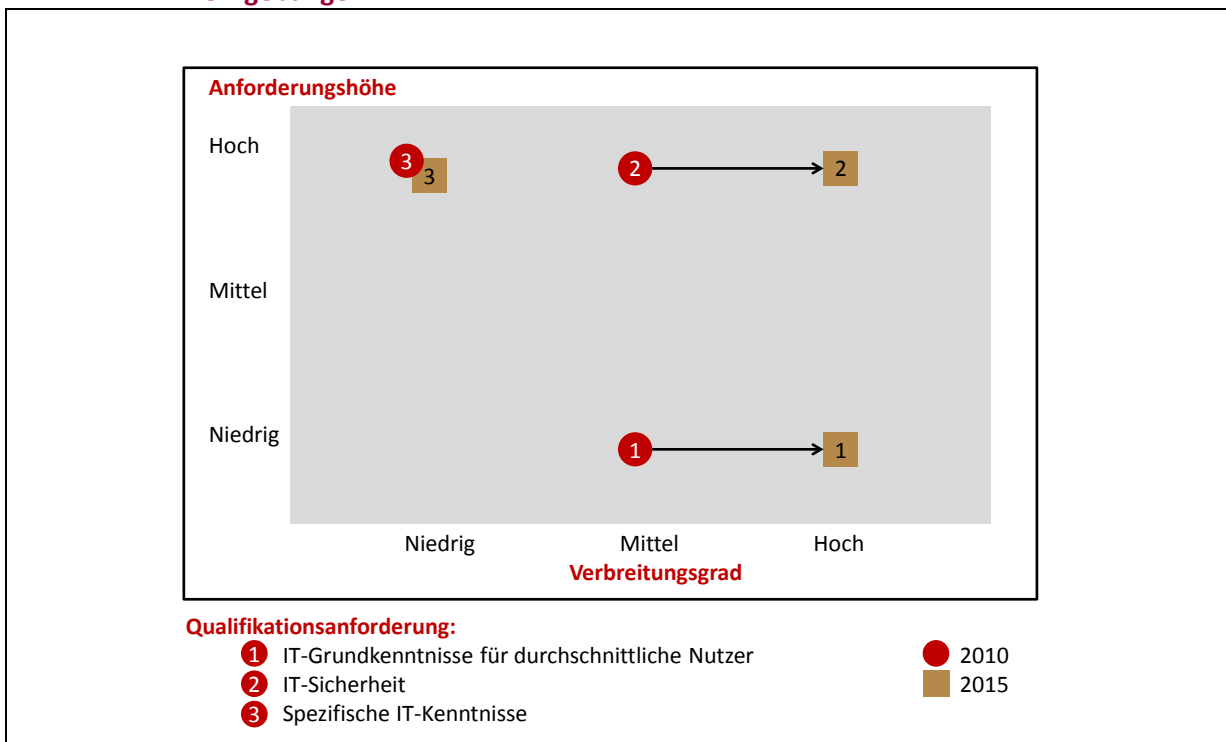 Anforderungshöhe
Hoch
3
3
2
2
Mittel
Niedrig
1
1
Niedrig Mittel Hoch
Verbreitungsgrad
Qualifikationsanforderung:
1 IT-Grundkenntnisse für durchschnittliche Nutzer 2010
2 IT-Sicherheit 2015
3 Spezifische IT-Kenntnisse